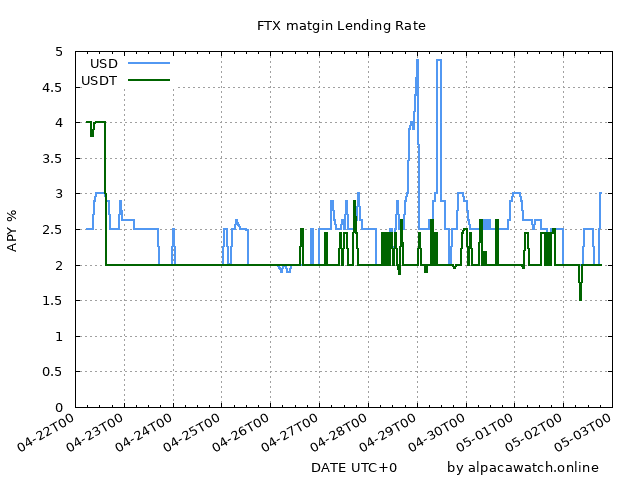 FTX matgin Lending Rate
USD
USDT
5
4.5
4
3.5
3
2.5
2
1.5
1
0.5
0
APY %
04-22T00
04-23T00
04-24T00
04-25T00
04-26T00
04-27T00
04-28T00
04-29T00
04-30T00
05-01T00
05-02T00
05-03T00
DATE UTC+0
by alpacawatch.online